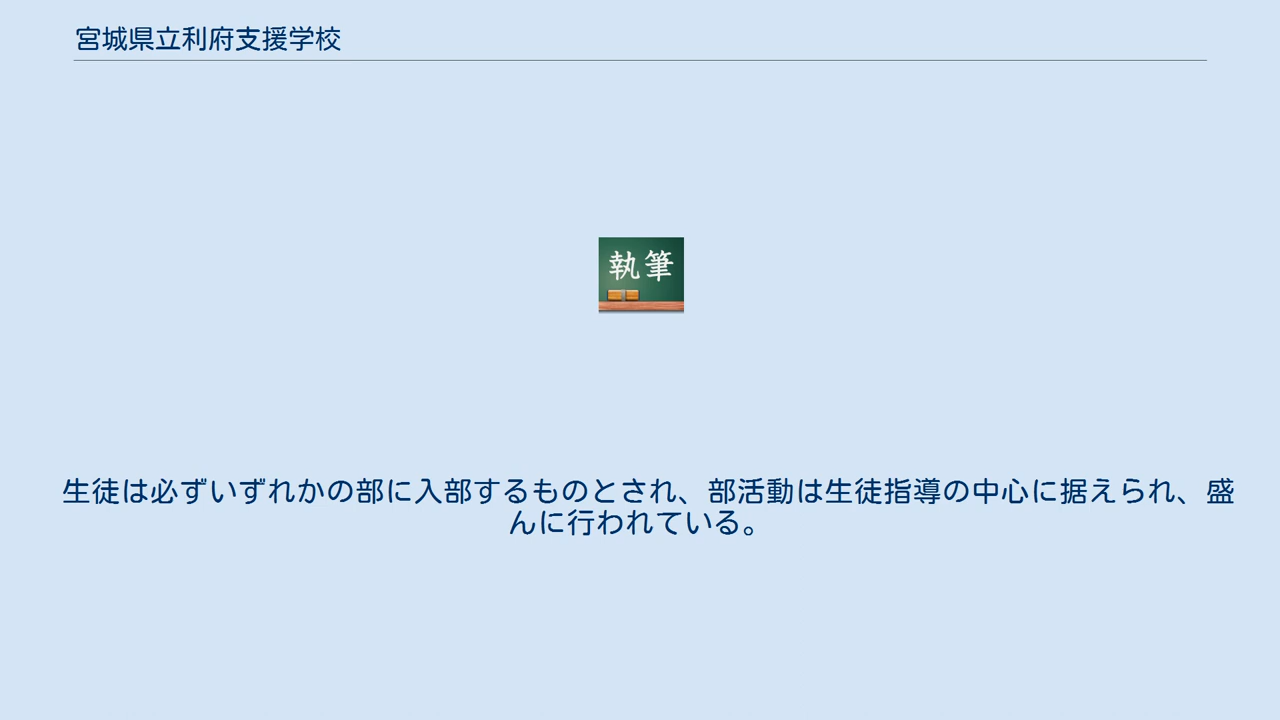 宮城県立利府支援学校
執筆
生徒は必ずいずれかの部に入部するものとされ、部活動は生徒指導の中心に据えられ、盛
んに行われている。